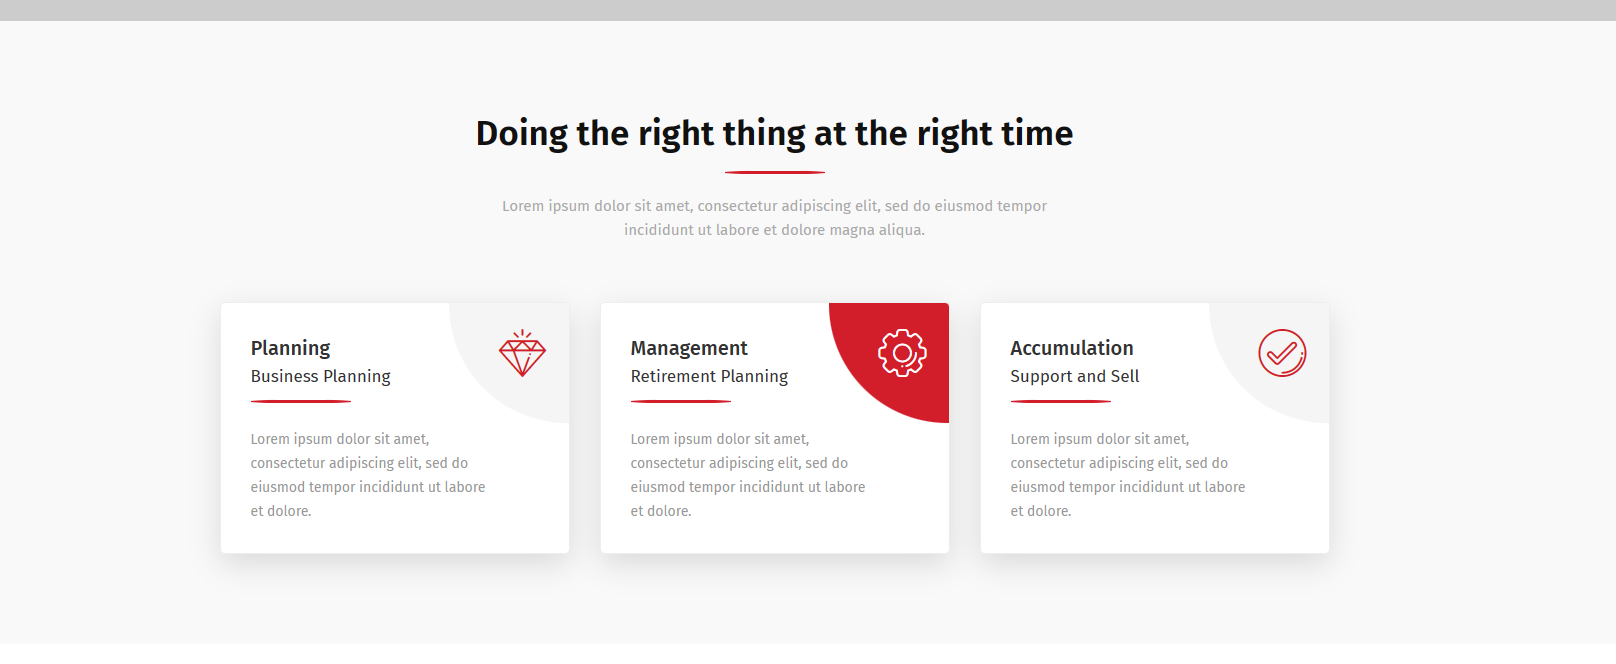 Doing the right thing at the right time
Lorem ipsum dolor sit amet, consectetur adipiscing elit, sed do eiusmod tempor
incididunt ut labore et dolore magna aliqua.
Planning
Business Planning
Lorem ipsum dolor sit amet,
consectetur adipiscing elit, sed do
eiusmod tempor incididunt ut labore
et dolore.
Management
Retirement Planning
Lorem ipsum dolor sit amet,
consectetur adipiscing elit, sed do
eiusmod tempor incididunt ut labore
et dolore.
Accumulation
Support and Sell
Lorem ipsum dolor sit amet,
consectetur adipiscing elit, sed do
eiusmod tempor incididunt ut labore
et dolore.